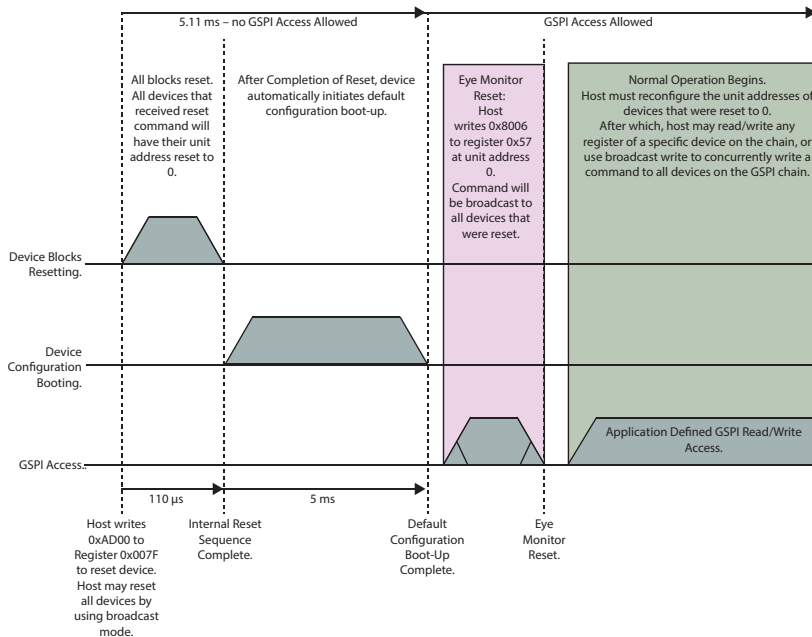 5.11 ms – no GSPI Access Allowed
GSPI Access Allowed
All blocks reset.
All devices that
received reset
command will
have their unit
address reset to
0.
After Completion of Reset, device
automatically initiates default
configuration boot-up.
Eye Monitor
Reset:
Host
writes 0x8006
to register 0x57
at unit address
0.
Command will
be broadcast to
all devices that
were reset.
Normal Operation Begins.
Host must reconfigure the unit addresses of
devices that were reset to 0.
After which, host may read/write any
register of a specific device on the chain, or
use broadcast write to concurrently write a
command to all devices on the GSPI chain.
Device Blocks
Resetting.
Device
Configuration
Booting.
GSPI Access.
Application Defined GSPI Read/Write
Access.
110 µs
5 ms
Host writes
0xAD00 to
Register 0x007F
to reset device.
Host may reset
all devices by
using broadcast
mode.
Internal Reset
Sequence
Complete.
Default
Configuration
Boot-Up
Complete.
Eye
Monitor
Reset.